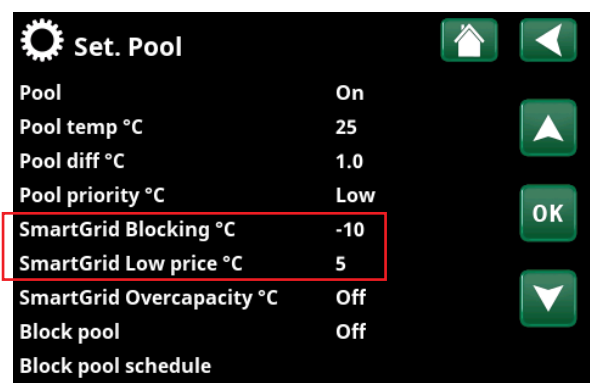 Set. Pool
Pool On
Pool temp °C 25
Pool diff °C 1.0
Pool priority °C Low
SmartGrid Blocking °C -10
OK
SmartGrid Low price °C 5
SmartGrid Overcapacity °C Off
Block pool Off
Block pool schedule